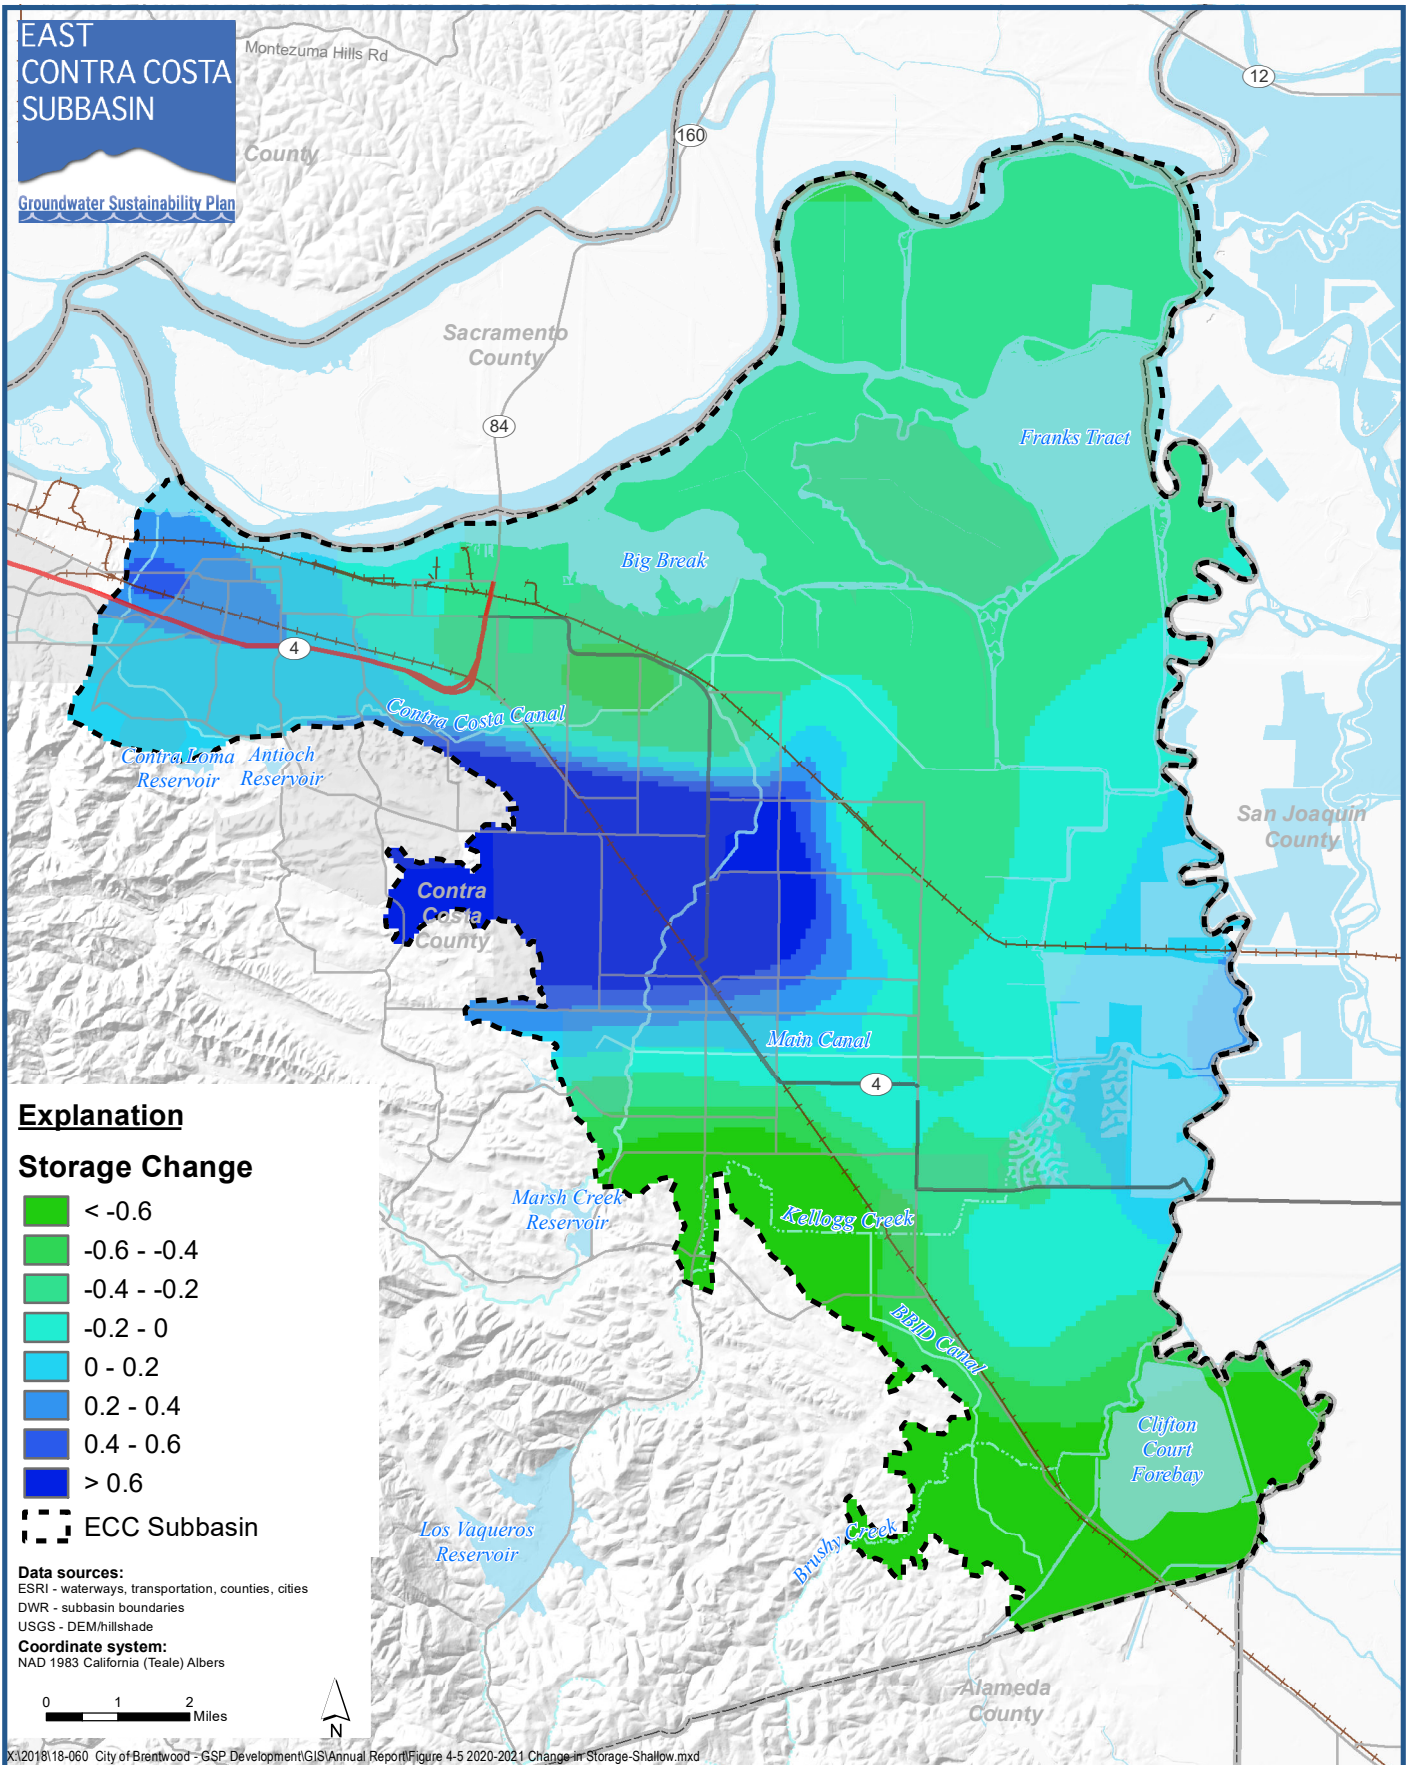 EAST
CONTRA COSTA
SUBBASIN
Groundwater Sustainability Plan
Montezuma Hills Rd
County
12
160
Sacramento
County
84
Franks Tract
Big Break
4
Contra Costa Canal
Contra Loma
Reservoir
Antioch
Reservoir
San Joaquin
County
Contra
Costa
County
Main Canal
4
Marsh Creek
Reservoir
Kellogg Creek
BBID Canal
Clifton
Court
Forebay
Los Vaqueros
Reservoir
Brushy Creek
Alameda
County
Explanation
Storage Change
< -0.6
-0.6 - -0.4
-0.4 - -0.2
-0.2 - 0
0 - 0.2
0.2 - 0.4
0.4 - 0.6
> 0.6
ECC Subbasin
Data sources:
ESRI - waterways, transportation, counties, cities
DWR - subbasin boundaries
USGS - DEM/hillshade
Coordinate system:
NAD 1983 California (Teale) Albers
0 1 2
Miles
N
X:\2018\18-060 City of Brentwood - GSP Development\GIS\Annual Report\Figure 4-5 2020-2021 Change in Storage-Shallow.mxd